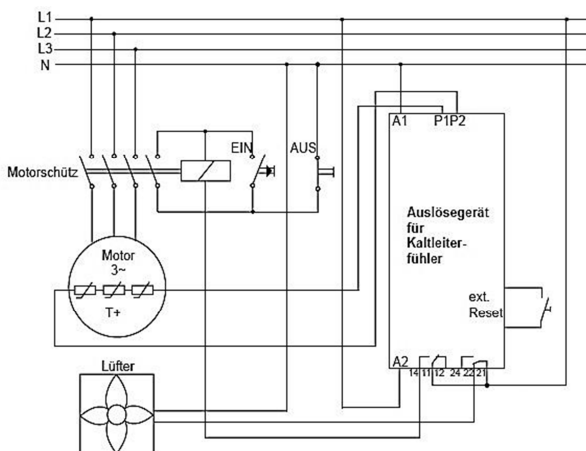 L1
L2
L3
N
A1 P1P2
EIN AUS
Motorschütz
Auslösegerät
für
Kaltleiter-
fühler
Motor
3~
T+
ext.
Reset
A2
14 11 12 24 22 21
Lüfter